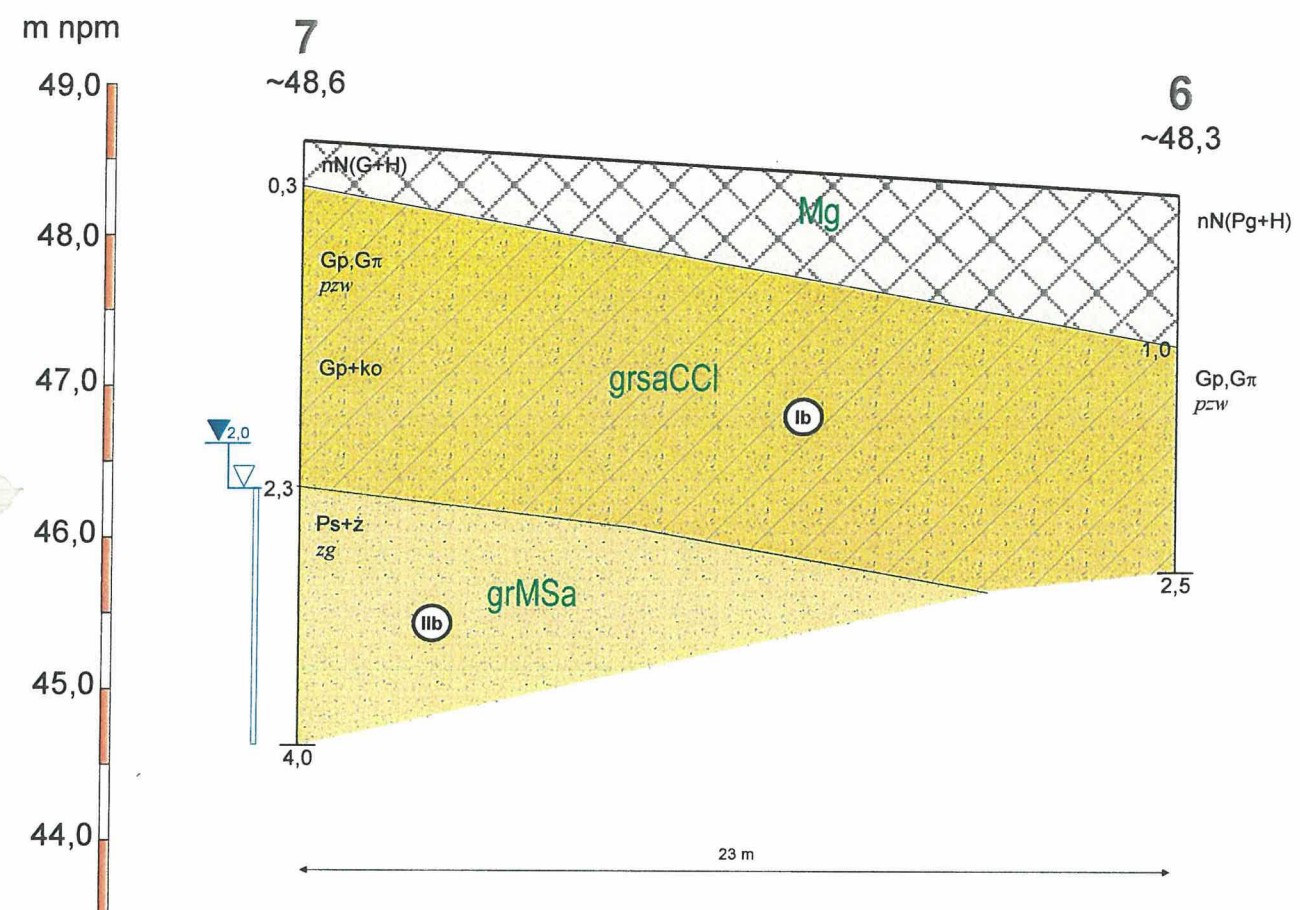 m npm
7
~48,6
6
~48,3
49,0
48,0
47,0
46,0
45,0
44,0
nN(G+H)
0,3
Mg
nN(Pg+H)
Gp,Gπ
pzw
Gp+ko
grsaCCl
Ib
1,0
Gp,Gπ
pzw
2,0
2,3
Ps+ż
zg
grMSa
IIb
2,5
4,0
23 m